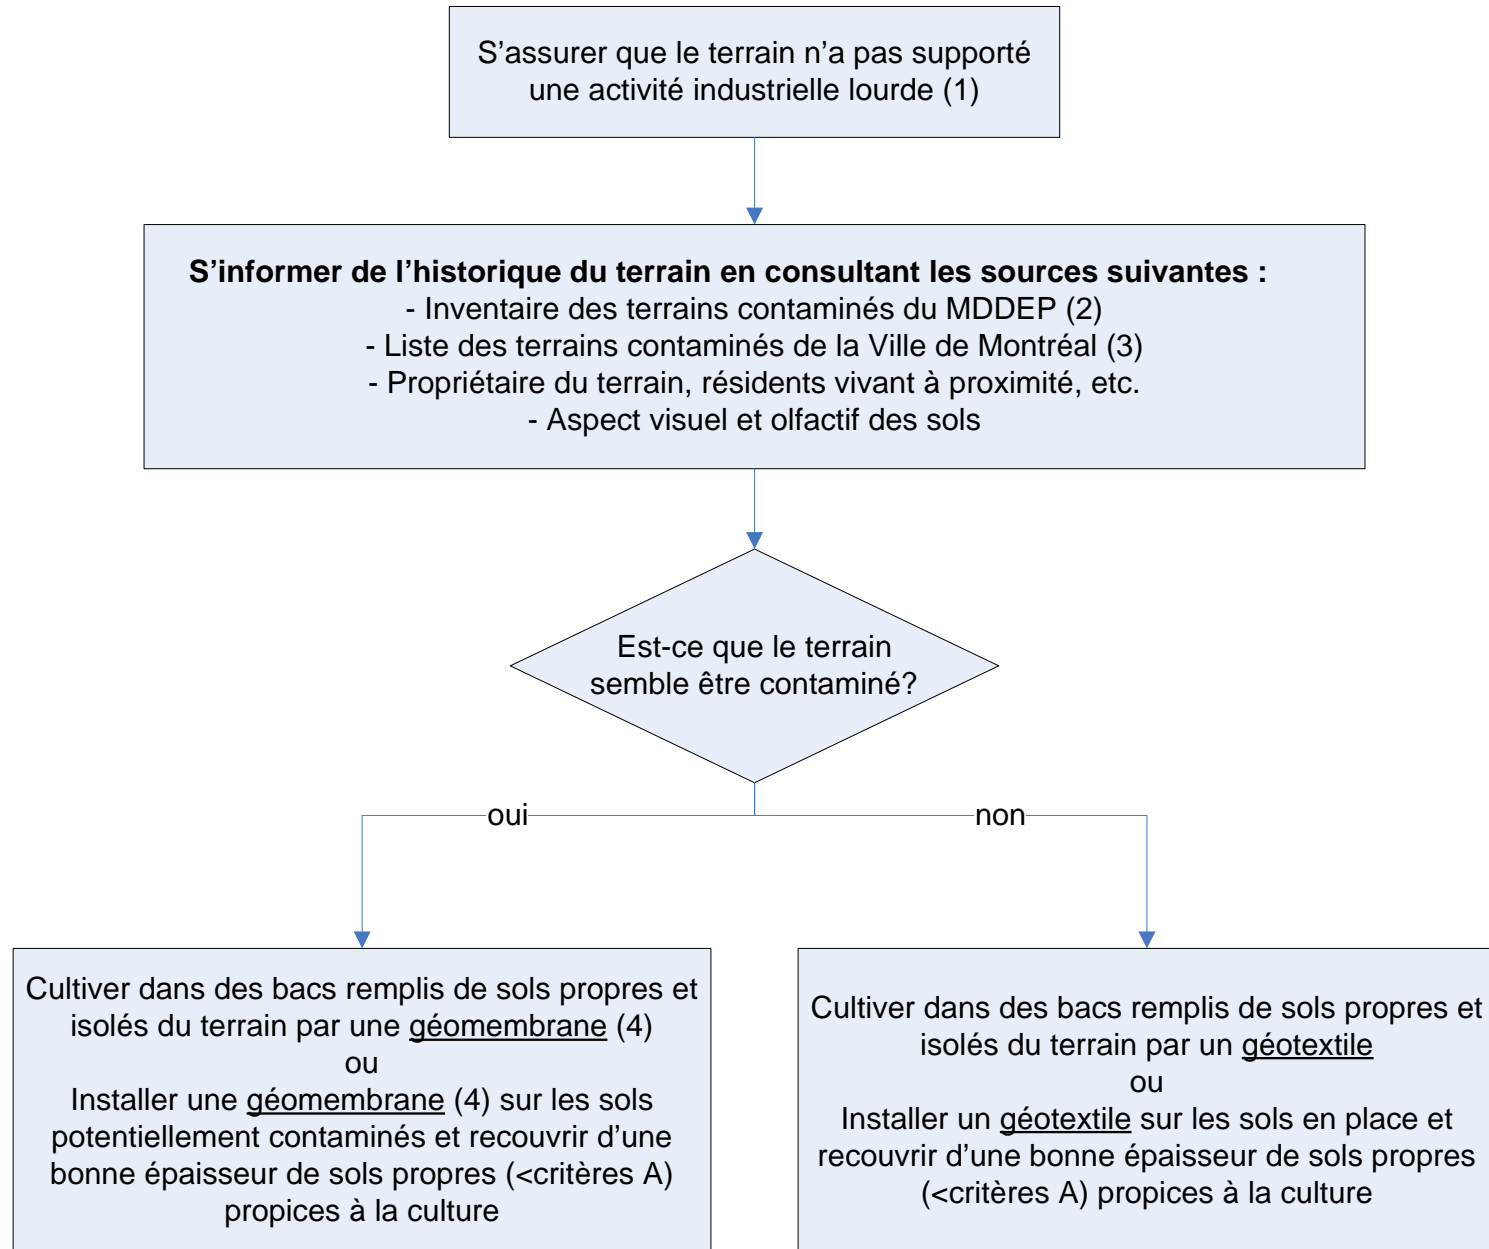 S’assurer que le terrain n’a pas supporté
une activité industrielle lourde (1)
S’informer de l’historique du terrain en consultant les sources suivantes :
- Inventaire des terrains contaminés du MDDEP (2)
- Liste des terrains contaminés de la Ville de Montréal (3)
- Propriétaire du terrain, résidents vivant à proximité, etc.
- Aspect visuel et olfactif des sols
Est-ce que le terrain
semble être contaminé?
oui
non
Cultiver dans des bacs remplis de sols propres et
isolés du terrain par une géomembrane (4)
ou
Installer une géomembrane (4) sur les sols
potentiellement contaminés et recouvrir d’une
bonne épaisseur de sols propres (<critères A)
propices à la culture
Cultiver dans des bacs remplis de sols propres et
isolés du terrain par un géotextile
ou
Installer un géotextile sur les sols en place et
recouvrir d’une bonne épaisseur de sols propres
(<critères A) propices à la culture